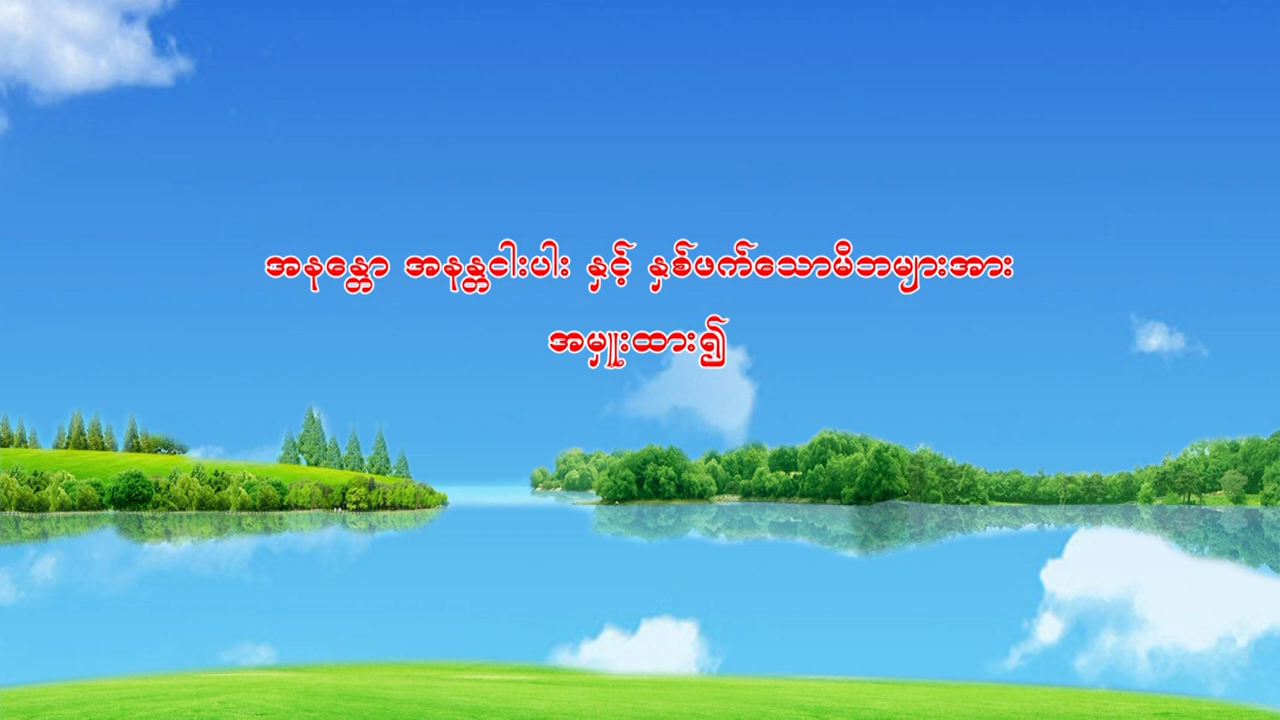 အနန္တော အနန္တငါးပါး နှင့် နှစ်ဖက်သောမိဘများအား
အမှူးထား၍